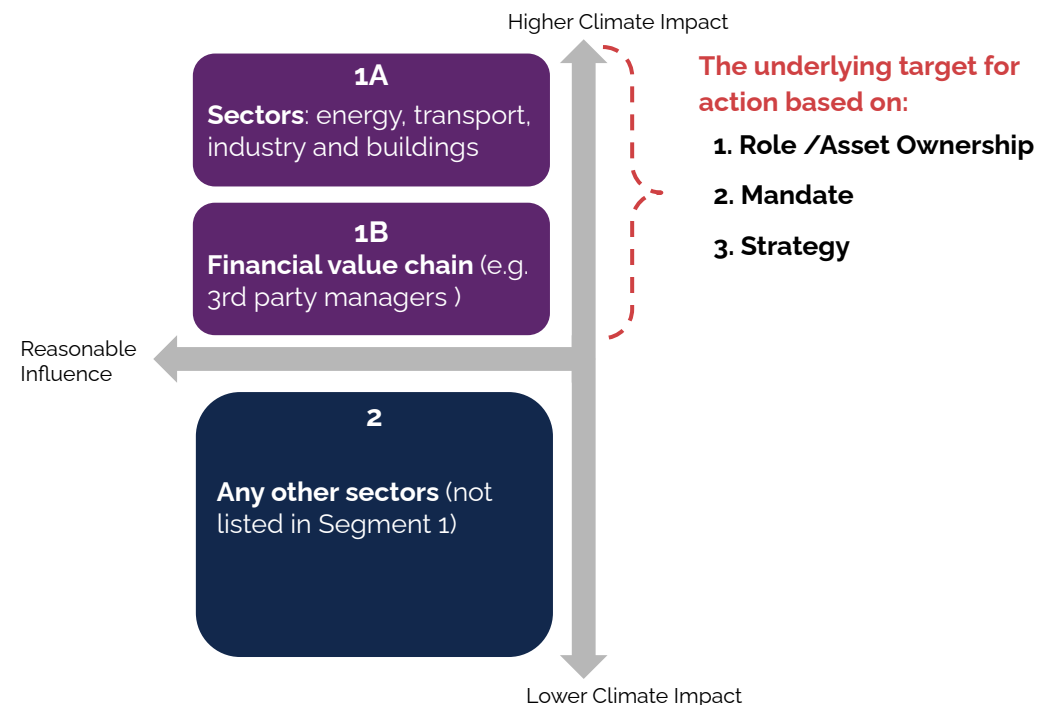 Higher Climate Impact
1A
Sectors: energy, transport,
industry and buildings
The underlying target for
action based on:
1. Role /Asset Ownership
2. Mandate
3. Strategy
1B
Financial value chain (e.g.
3rd party managers )
Reasonable
Influence
2
Any other sectors (not
listed in Segment 1)
Lower Climate Impact